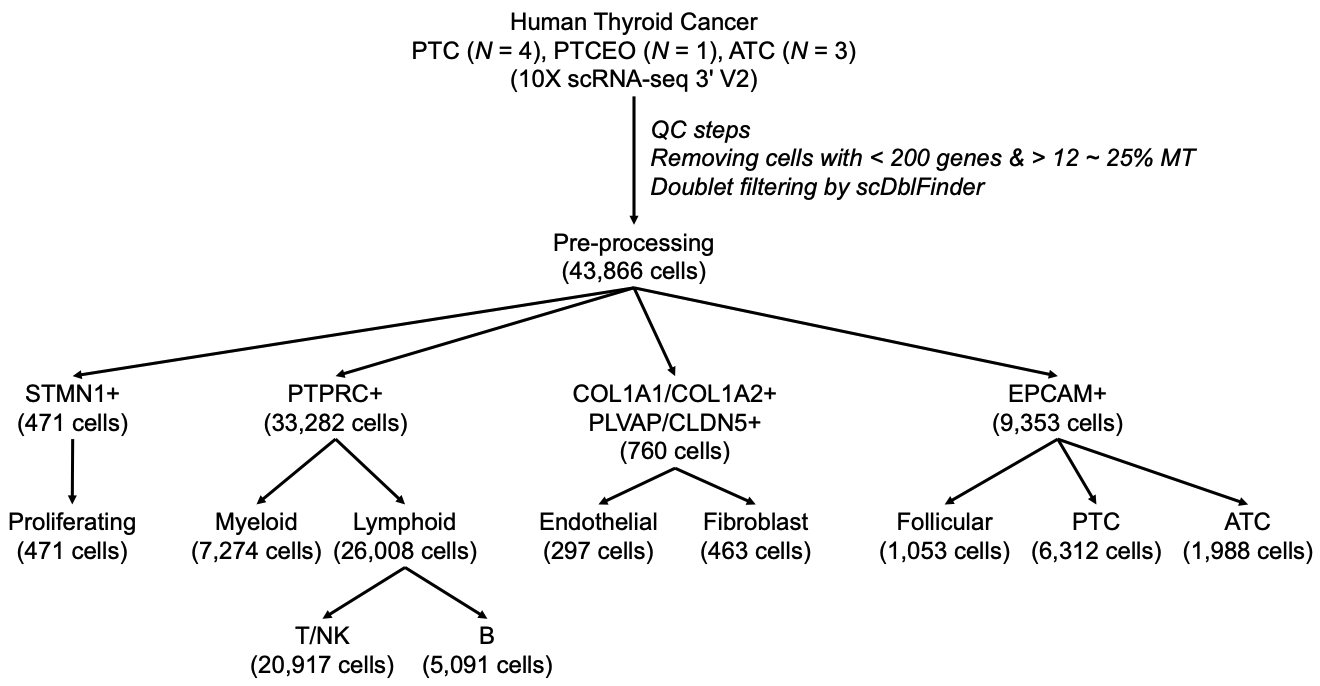 Human Thyroid Cancer
PTC (N = 4), PTCEO (N = 1), ATC (N = 3)
(10X scRNA-seq 3' V2)
QC steps
Removing cells with < 200 genes & > 12 ~ 25% MT
Doublet filtering by scDblFinder
Pre-processing
(43,866 cells)
STMN1+
(471 cells)
PTPRC+
(33,282 cells)
COL1A1/COL1A2+
PLVAP/CLDN5+
(760 cells)
EPCAM+
(9,353 cells)
Proliferating
(471 cells)
Myeloid
(7,274 cells)
Lymphoid
(26,008 cells)
Endothelial
(297 cells)
Fibroblast
(463 cells)
Follicular
(1,053 cells)
PTC
(6,312 cells)
ATC
(1,988 cells)
T/NK
(20,917 cells)
B
(5,091 cells)